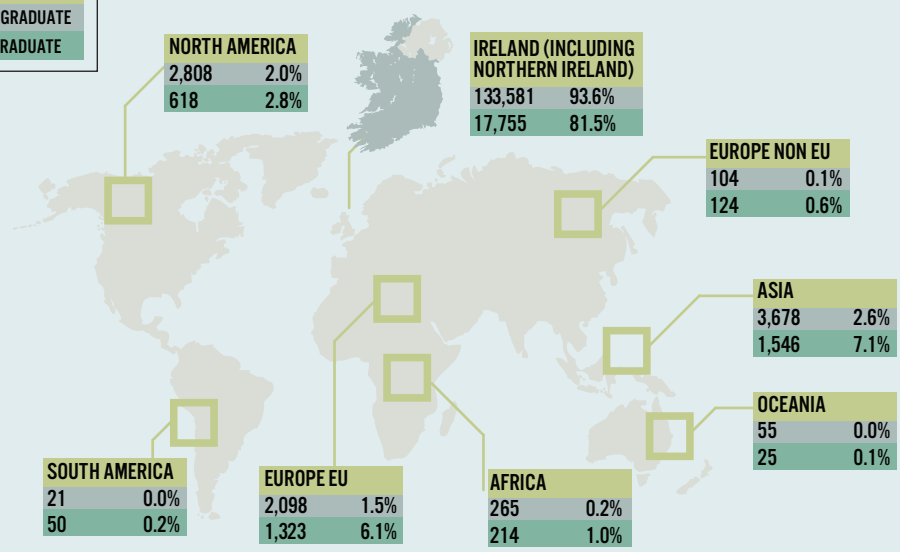 GRADUATE
RADUATE
NORTH AMERICA
2,808 2.0%
618 2.8%
IRELAND (INCLUDING
NORTHERN IRELAND)
133,581 93.6%
17,755 81.5%
EUROPE NON EU
104 0.1%
124 0.6%
ASIA
3,678 2.6%
1,546 7.1%
OCEANIA
55 0.0%
25 0.1%
SOUTH AMERICA
21 0.0%
50 0.2%
EUROPE EU
2,098 1.5%
1,323 6.1%
AFRICA
265 0.2%
214 1.0%